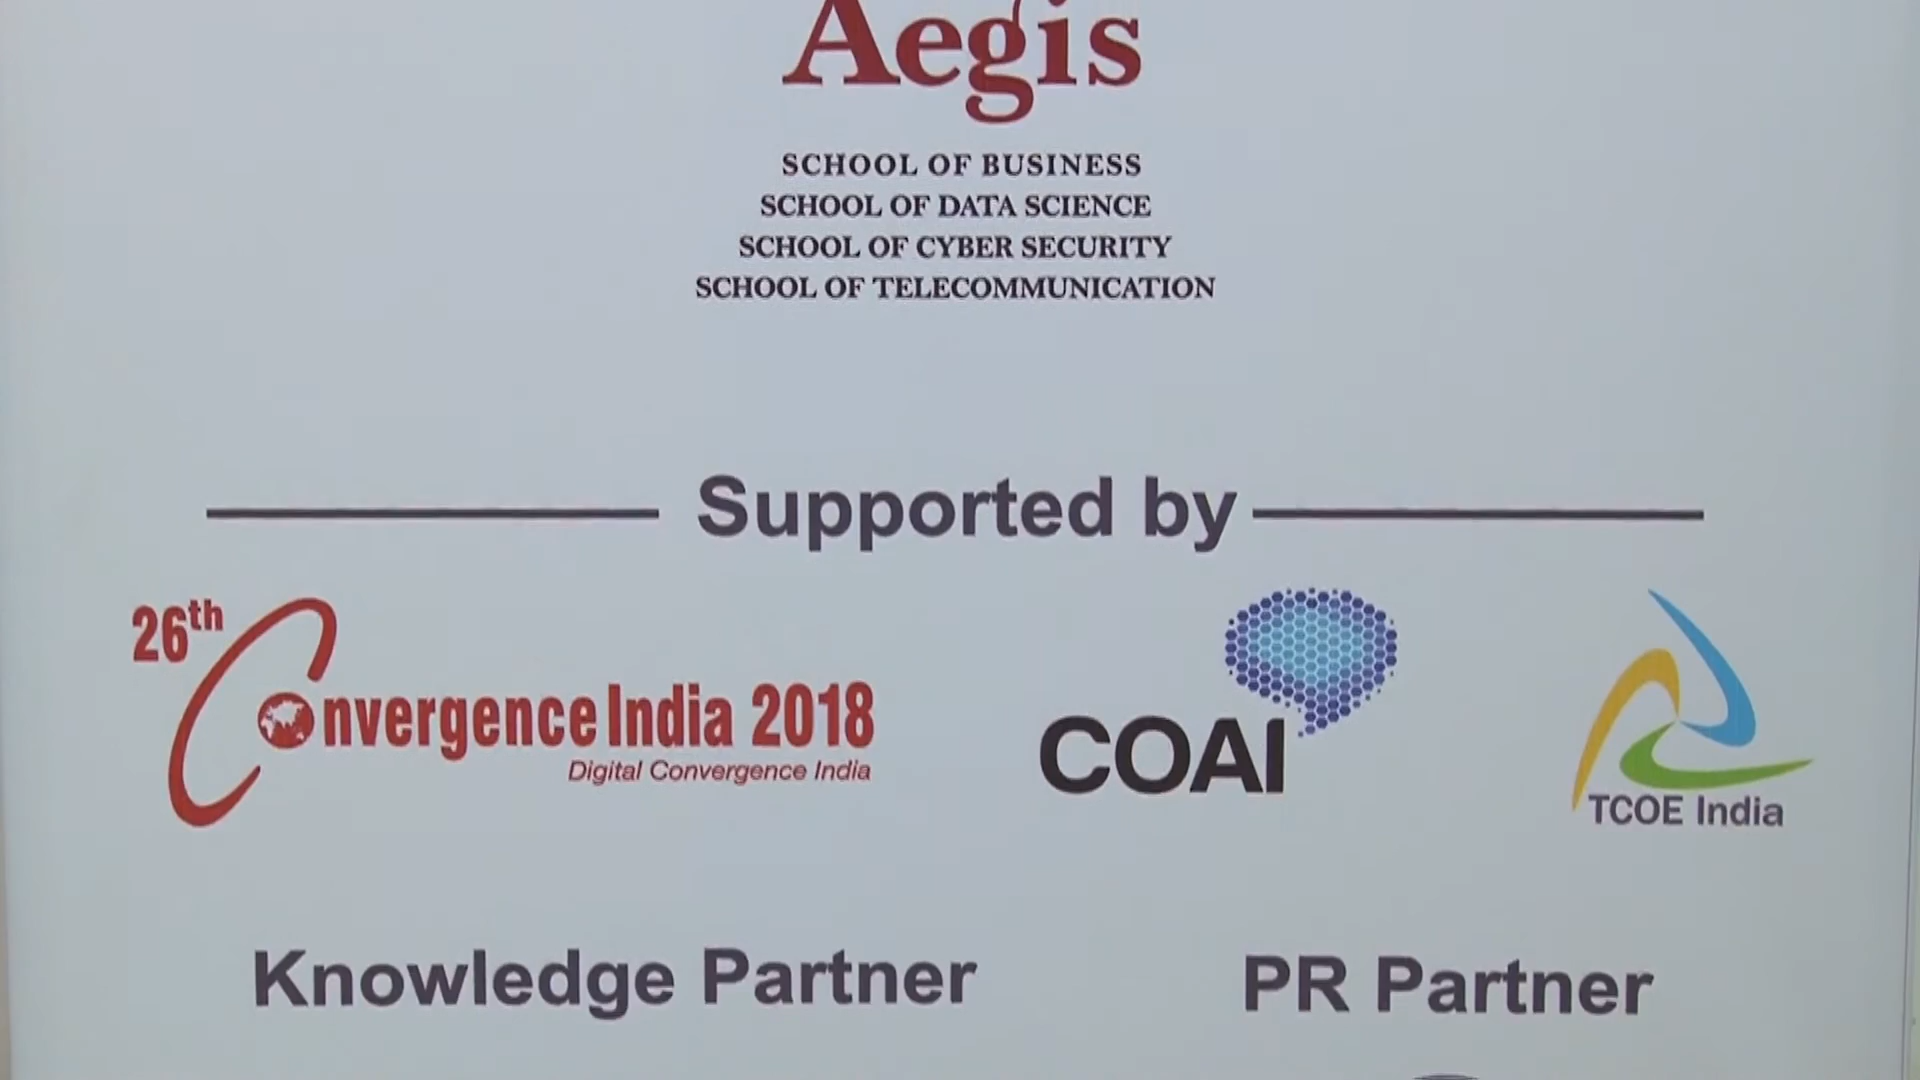 Aegis
SCHOOL OF BUSINESS
SCHOOL OF DATA SCIENCE
SCHOOL OF CYBER SECURITY
SCHOOL OF TELECOMMUNICATION
Supported by
26th Convergence India 2018
Digital Convergence India
COAI
TCOE India
Knowledge Partner
PR Partner